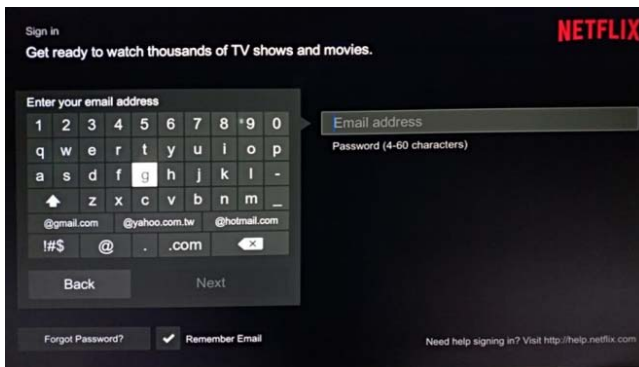 Sign in
NETFLIX
Get ready to watch thousands of TV shows and movies.
Enter your email address
1 2 3 4 5 6 7 8 9 0
Email address
q w e r t y u i o p
Password (4-60 characters)
a s d f g h j k l -
z x c v b n m _
@gmail.com @yahoo.com.tw @hotmail.com
!#$ @ . .com
Back Next
Forgot Password? Remember Email
Need help signing in? Visit http://help.netflix.com